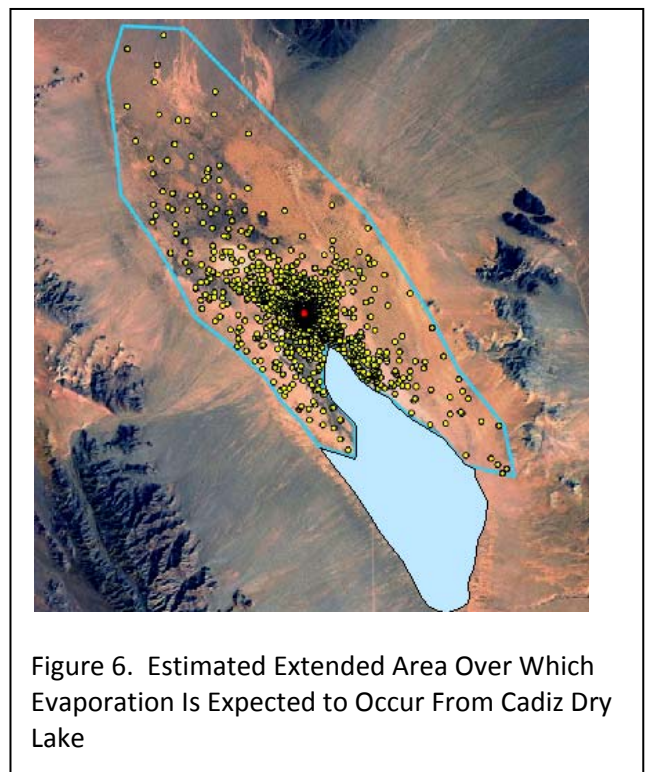 Figure 6.  Estimated Extended Area Over Which
Evaporation Is Expected to Occur From Cadiz Dry
Lake